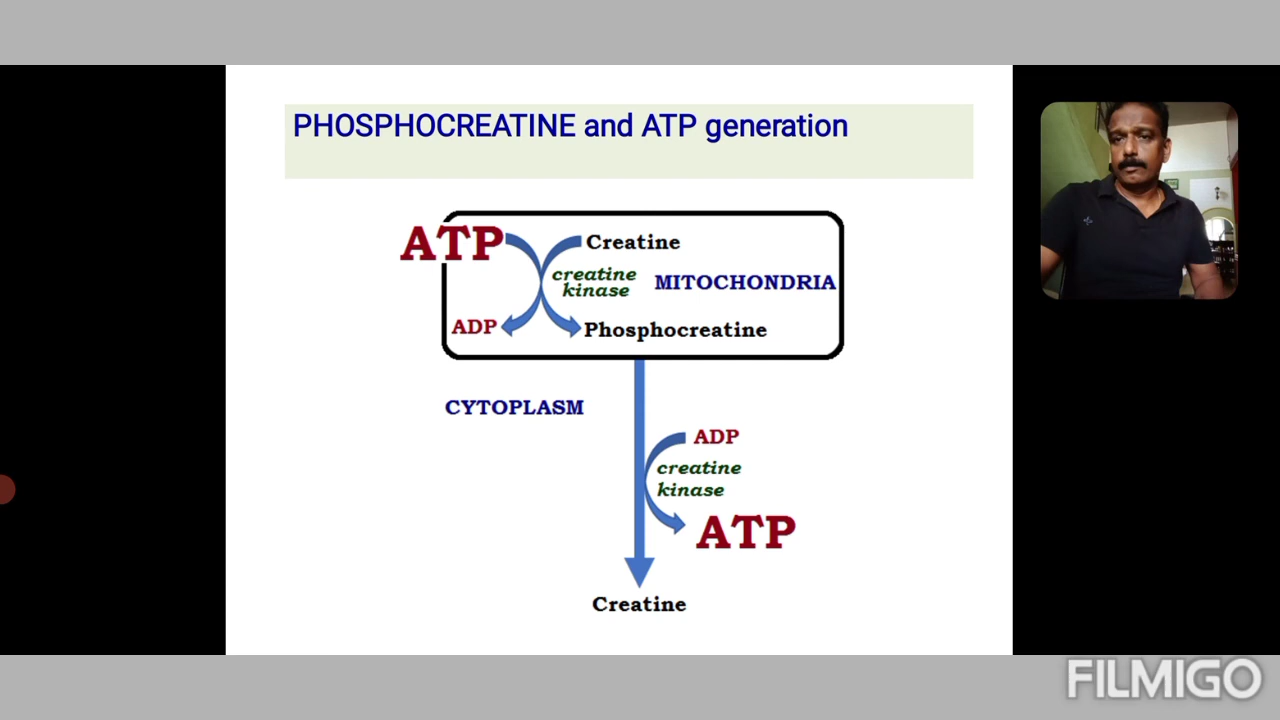 PHOSPHOCREATINE and ATP generation
ATP
Creatine
creatine
kinase
MITOCHONDRIA
ADP
Phosphocreatine
CYTOPLASM
ADP
creatine
kinase
ATP
Creatine
FILMIGO